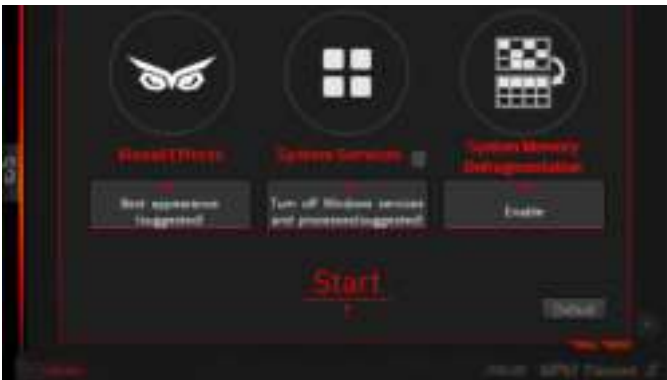 Visual Effects
System Services
System Memory
Defragmentation
Best appearance
(suggested)
Turn off Windows services
and processes(suggested)
Enable
Start
Default